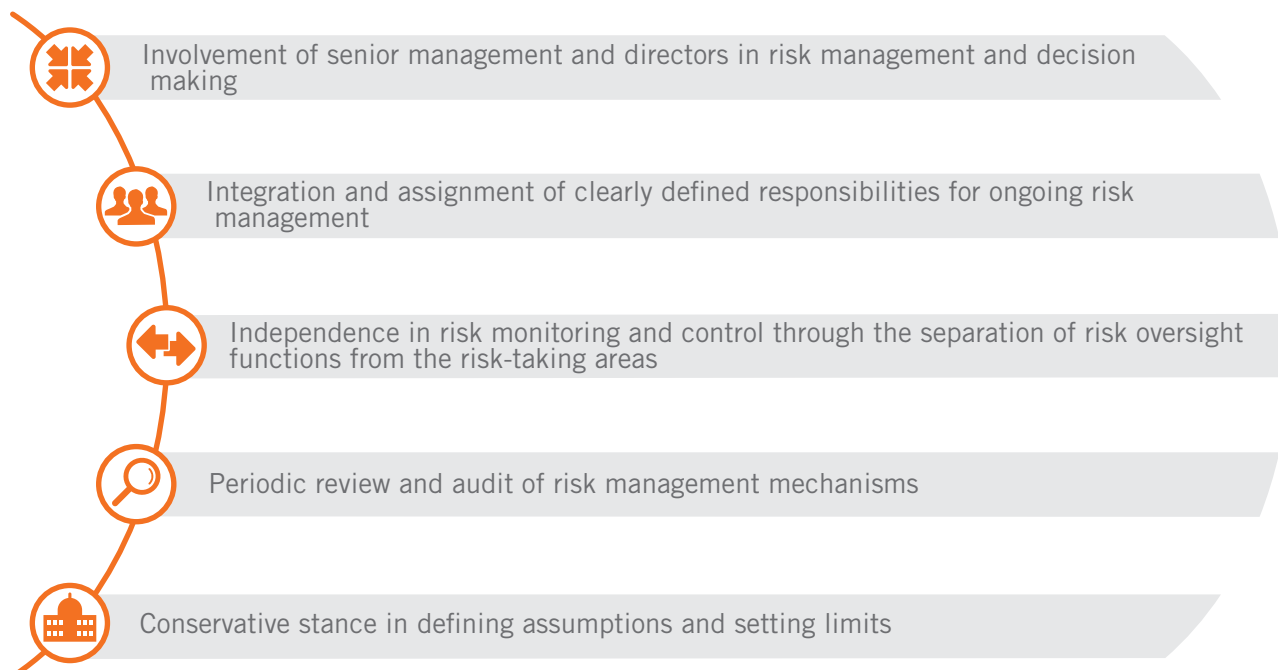 Involvement of senior management and directors in risk management and decision
making
Integration and assignment of clearly defined responsibilities for ongoing risk
management
Independence in risk monitoring and control through the separation of risk oversight
functions from the risk-taking areas
Periodic review and audit of risk management mechanisms
Conservative stance in defining assumptions and setting limits